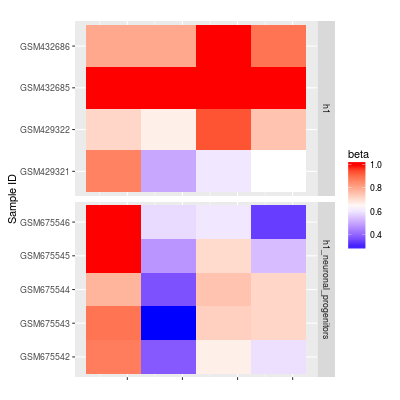 Sample ID
GSM432686
GSM432685
GSM429322
GSM429321
h1
GSM675546
GSM675545
GSM675544
GSM675543
GSM675542
h1_neuronal_progenitors
beta
1.0
0.8
0.6
0.4